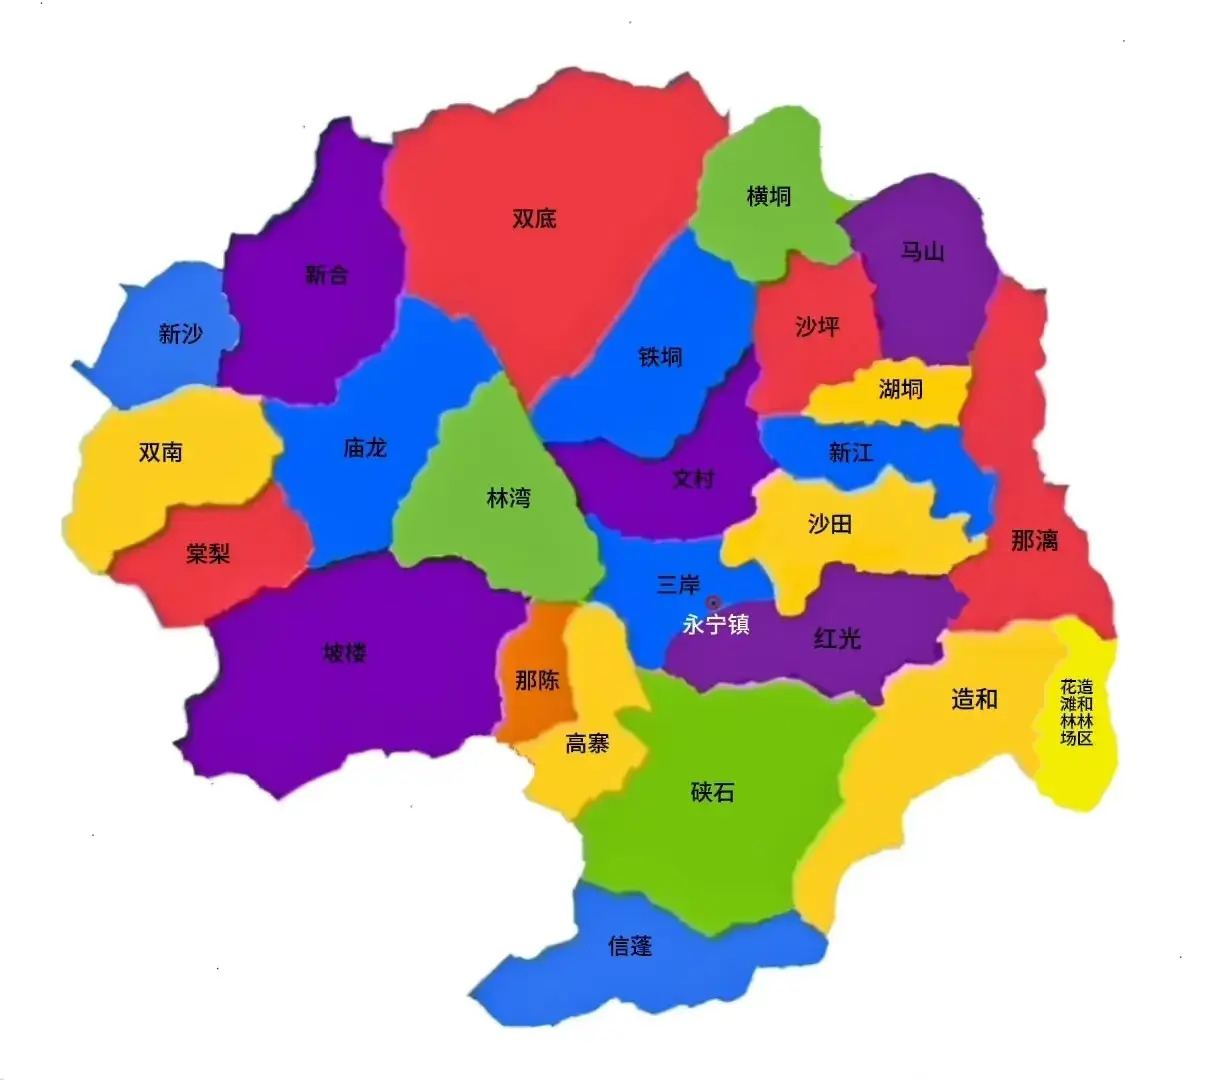 双底
横垌
马山
新合
新沙
沙坪
铁垌
湖垌
庙龙
双南
新江
文村
林湾
沙田
那漓
棠梨
三岸
永宁镇
红光
坡楼
那陈
造和
花造
滩和
林林
场区
高寨
硖石
信蓬